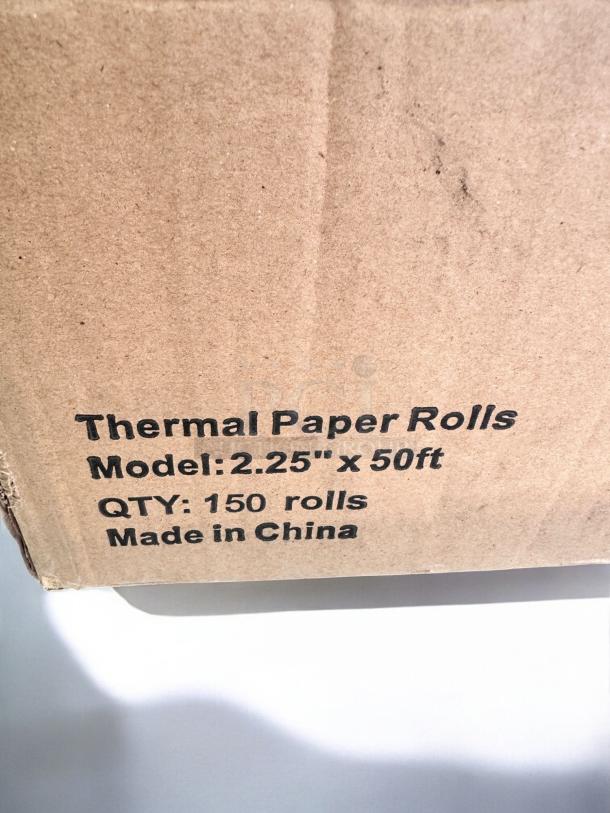 Thermal Paper Rolls
Model: 2.25" x 50ft
QTY: 150 rolls
Made in China